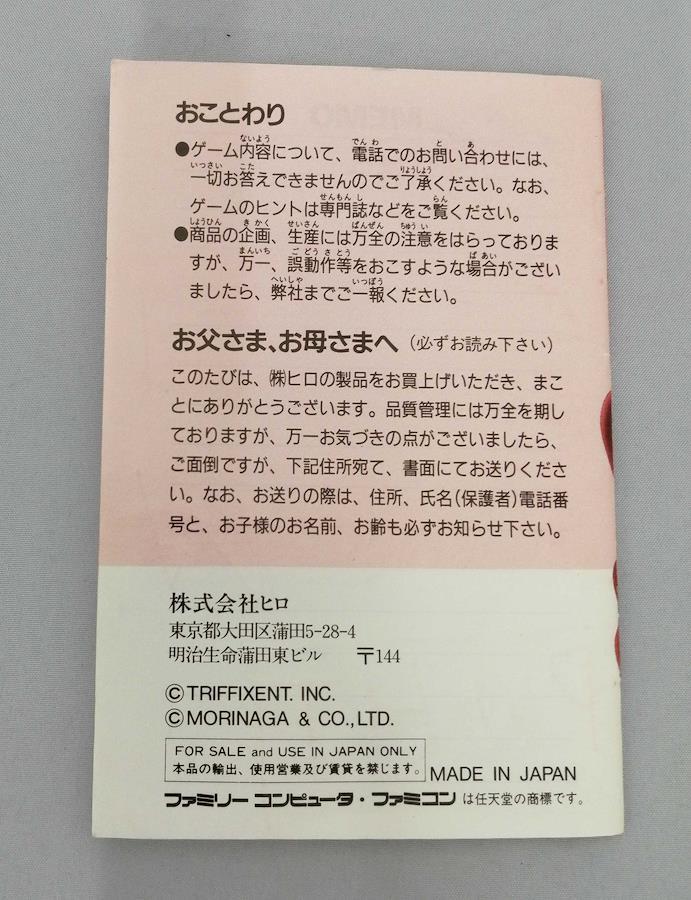 おことわり
●ゲーム内容について、電話でのお問い合わせには、
一切お答えできませんのでご了承ください。なお、
ゲームのヒントは専門誌などをご覧ください。
●商品の企画、生産には万全の注意をはらっておりま
すが、万一、誤動作等をおこすような場合がござい
ましたら、弊社までご一報ください。
お父さま、お母さまへ（必ずお読み下さい）
このたびは、㈱ヒロの製品をお買上げいただき、まこ
とにありがとうございます。品質管理には万全を期し
ておりますが、万一お気づきの点がございましたら、
ご面倒ですが、下記住所宛て、書面にてお送りくださ
い。なお、お送りの際は、住所、氏名（保護者）電話番
号と、お子様のお名前、お齢も必ずお知らせ下さい。
株式会社ヒロ
東京都大田区蒲田5-28-4
明治生命蒲田東ビル　〒144
©TRIFFIXENT. INC.
©MORINAGA & CO.,LTD.
FOR SALE and USE IN JAPAN ONLY
本品の輸出、使用営業及び賃貸を禁じます。
MADE IN JAPAN
ファミリー コンピュータ・ファミコン は任天堂の商標です。